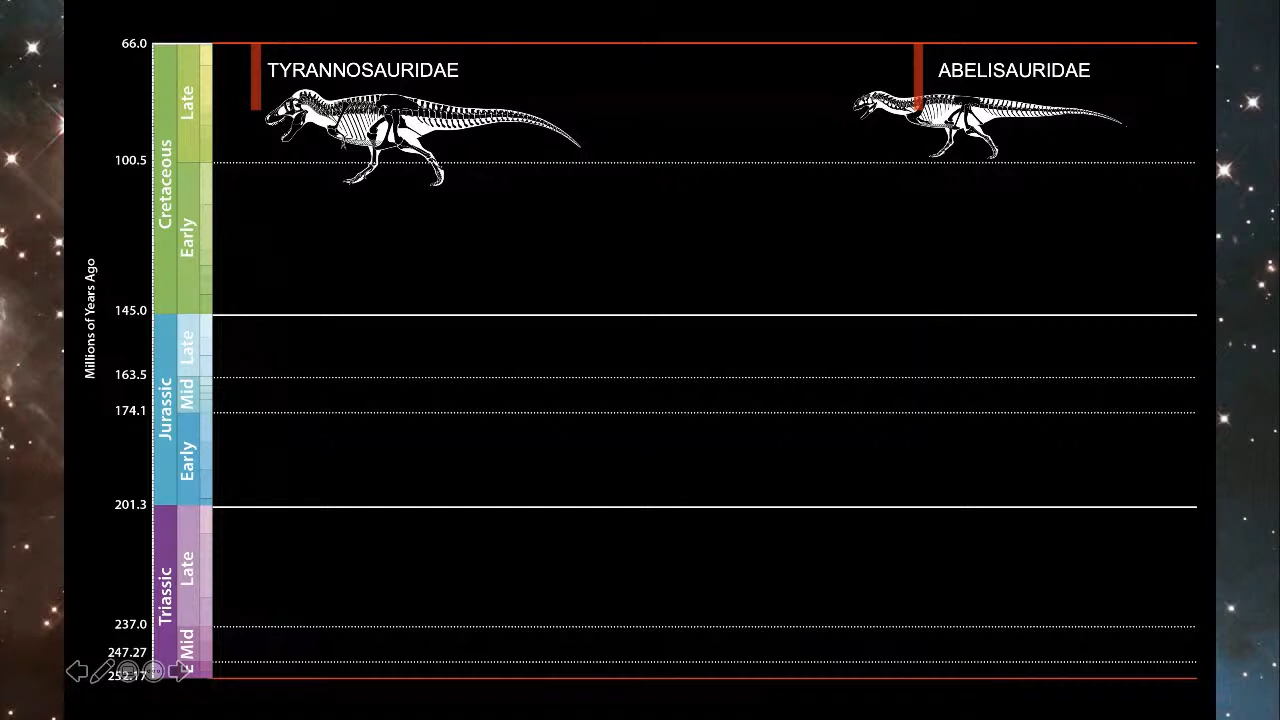 66.0
TYRANNOSAURIDAE
ABELISAURIDAE
Late
100.5
Cretaceous
Early
Millions of Years Ago
145.0
Late
163.5
Mid
174.1
Jurassic
Early
201.3
Late
Triassic
237.0
Mid
247.27
E
252.17